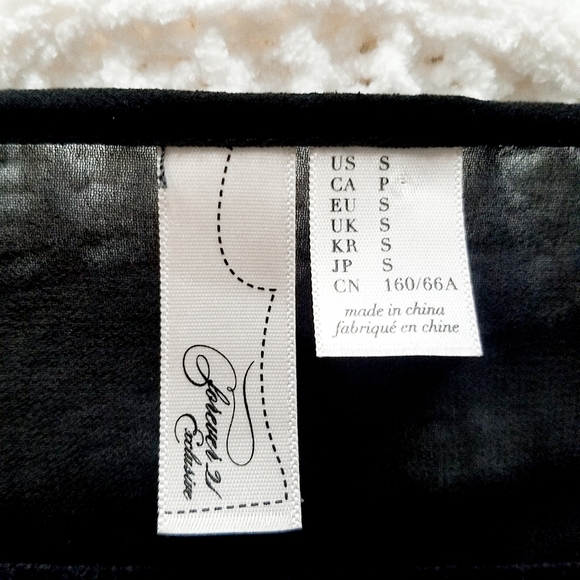 US S
CA P
EU S
UK S
KR S
JP S
CN 160/66A
made in china
fabriqué en chine
Forever 21
Exclusive